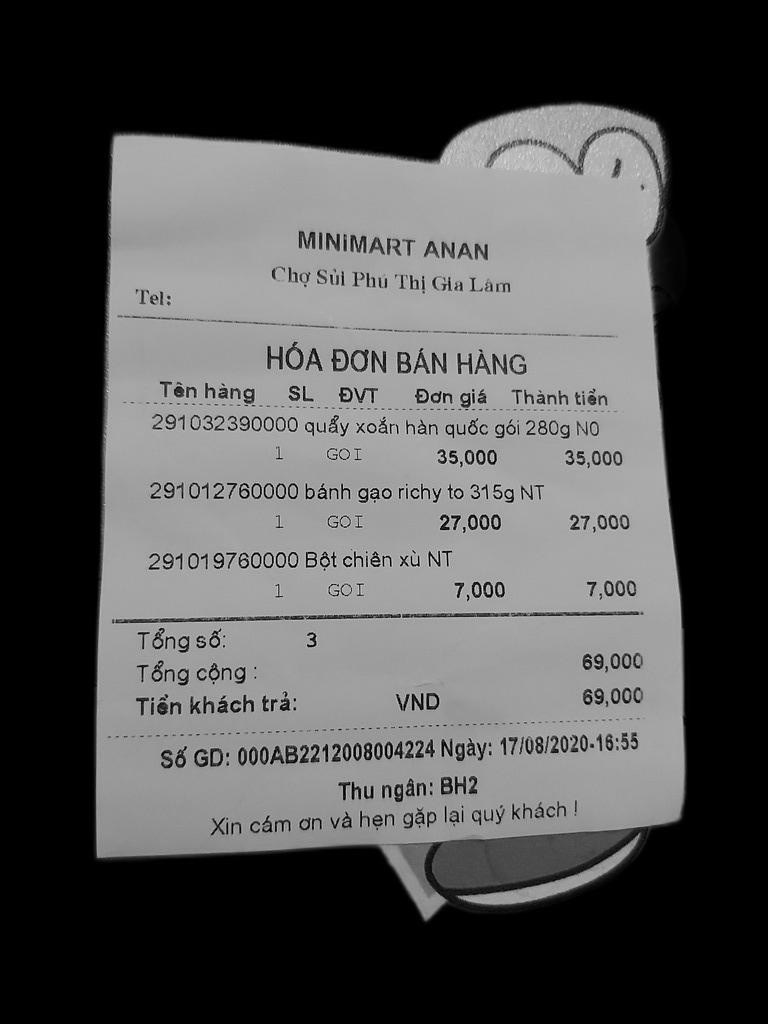 MINiMART ANAN
Chợ Sủi Phú Thị Gia Lâm
Tel:
HÓA ĐƠN BÁN HÀNG
Tên hàng SL ĐVT Đơn giá Thành tiền
291032390000 quẩy xoắn hàn quốc gói 280g N0
1 GOI 35,000 35,000
291012760000 bánh gạo richy to 315g NT
1 GOI 27,000 27,000
291019760000 Bột chiên xù NT
1 GOI 7,000 7,000
Tổng số: 3
Tổng cộng : 69,000
Tiền khách trả: VND 69,000
Số GD: 000AB2212008004224 Ngày: 17/08/2020-16:55
Thu ngân: BH2
Xin cám ơn và hẹn gặp lại quý khách !